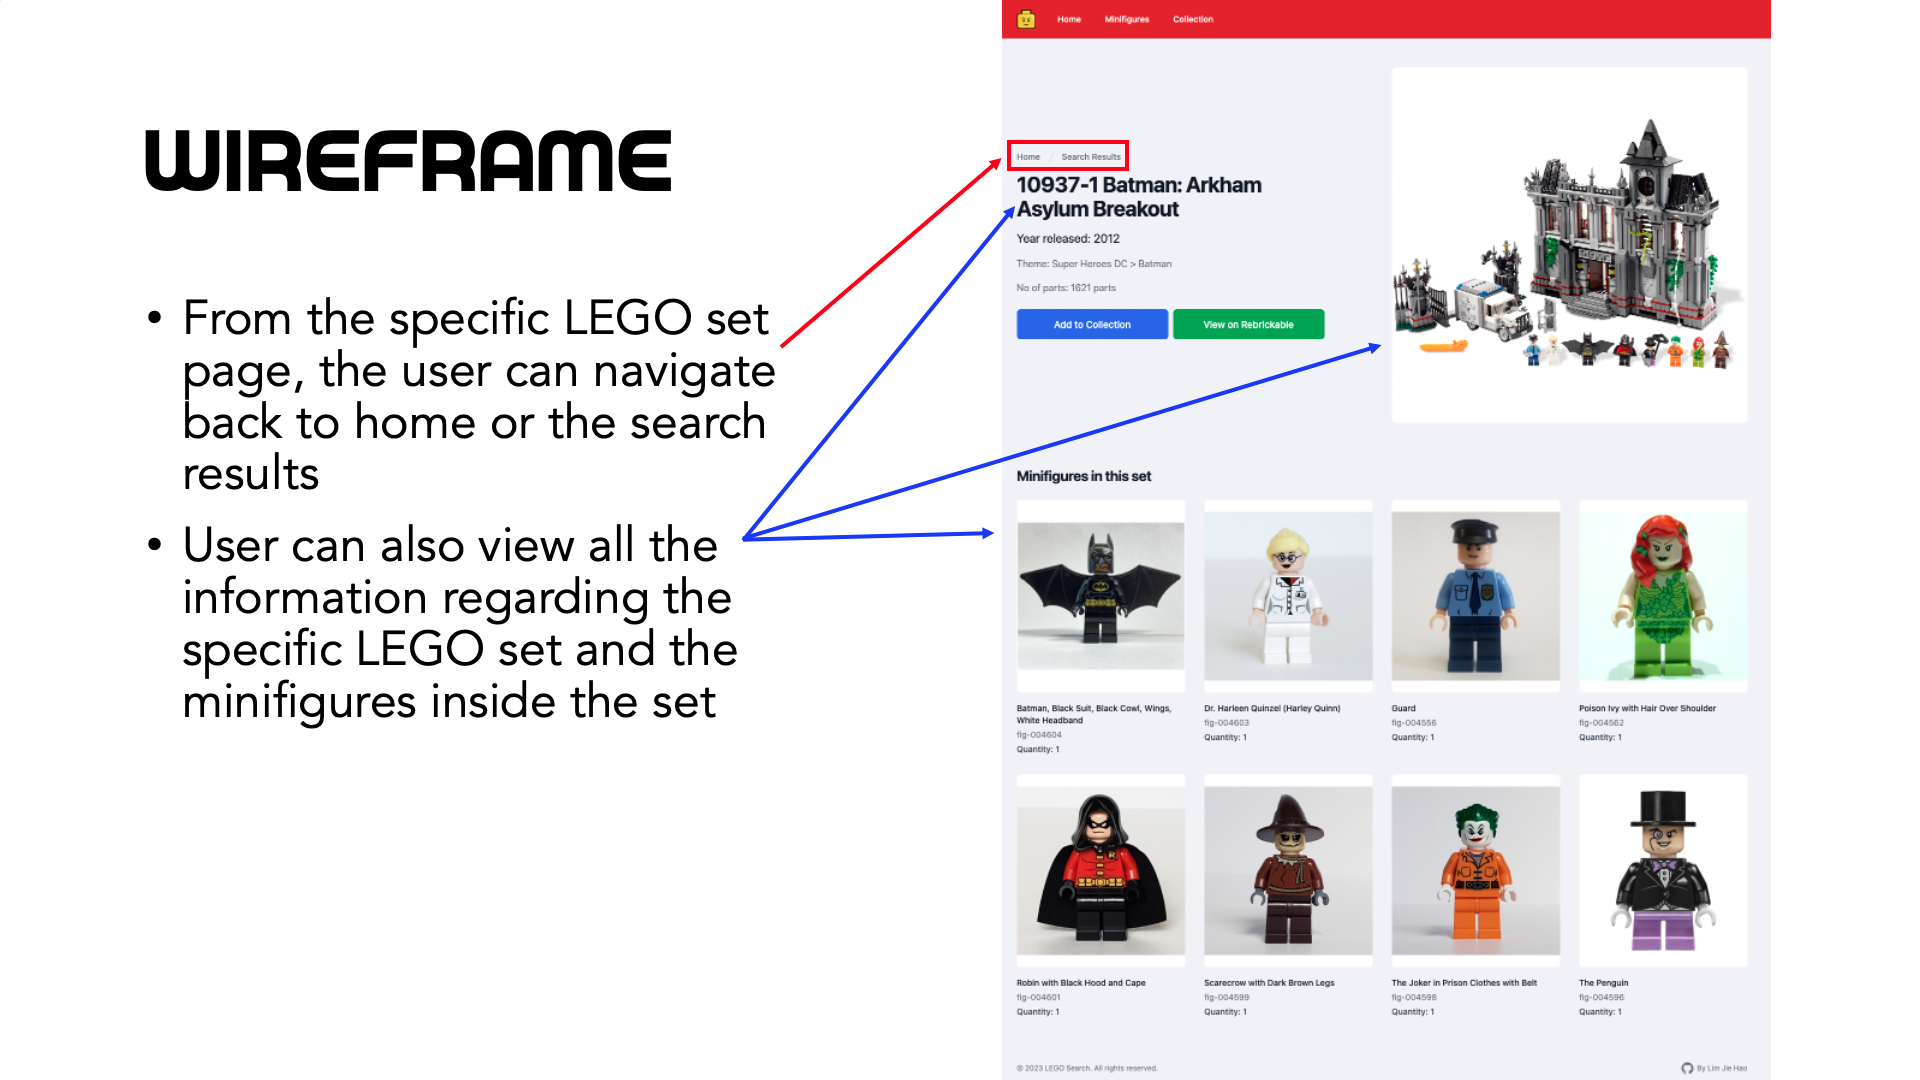 WIREFRAME
• From the specific LEGO set
page, the user can navigate
back to home or the search
results
• User can also view all the
information regarding the
specific LEGO set and the
minifigures inside the set
Home Minifigures Collection
Home / Search Results
10937-1 Batman: Arkham
Asylum Breakout
Year released: 2012
Theme: Super Heroes DC > Batman
No of parts: 1621 parts
Add to Collection View on Rebrickable
Minifigures in this set
Batman, Black Suit, Black Cowl, Wings,
White Headband
fig-004604
Quantity: 1
Dr. Harleen Quinzel (Harley Quinn)
fig-004603
Quantity: 1
Guard
fig-004556
Quantity: 1
Poison Ivy with Hair Over Shoulder
fig-004562
Quantity: 1
Robin with Black Hood and Cape
fig-004601
Quantity: 1
Scarecrow with Dark Brown Legs
fig-004599
Quantity: 1
The Joker in Prison Clothes with Belt
fig-004598
Quantity: 1
The Penguin
fig-004596
Quantity: 1
© 2023 LEGO Search. All rights reserved.
By Lim Jie Hao